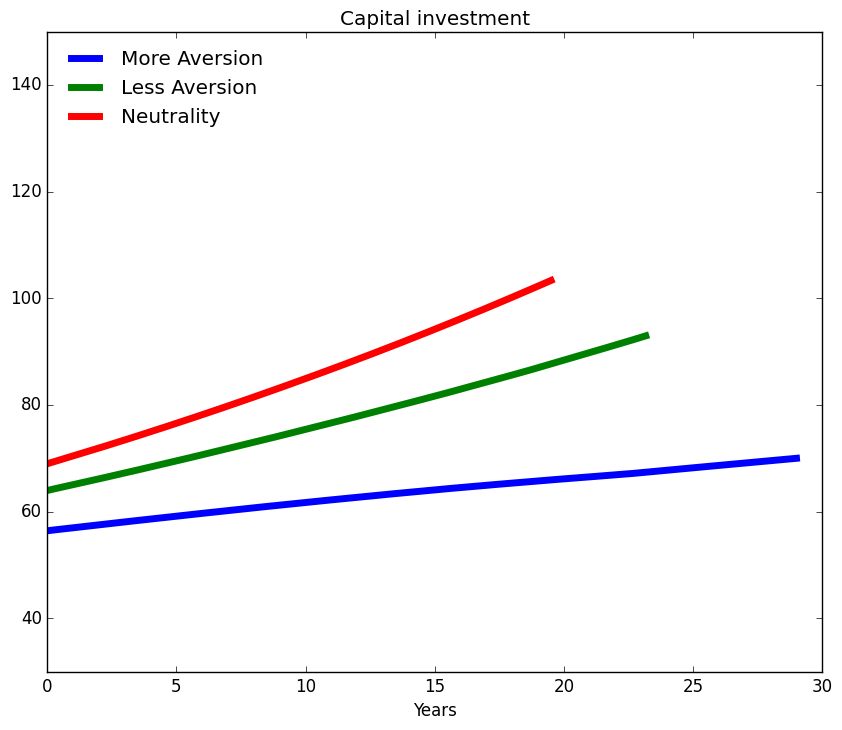 Capital investment
More Aversion
Less Aversion
Neutrality
140
120
100
80
60
40
0 5 10 15 20 25 30
Years